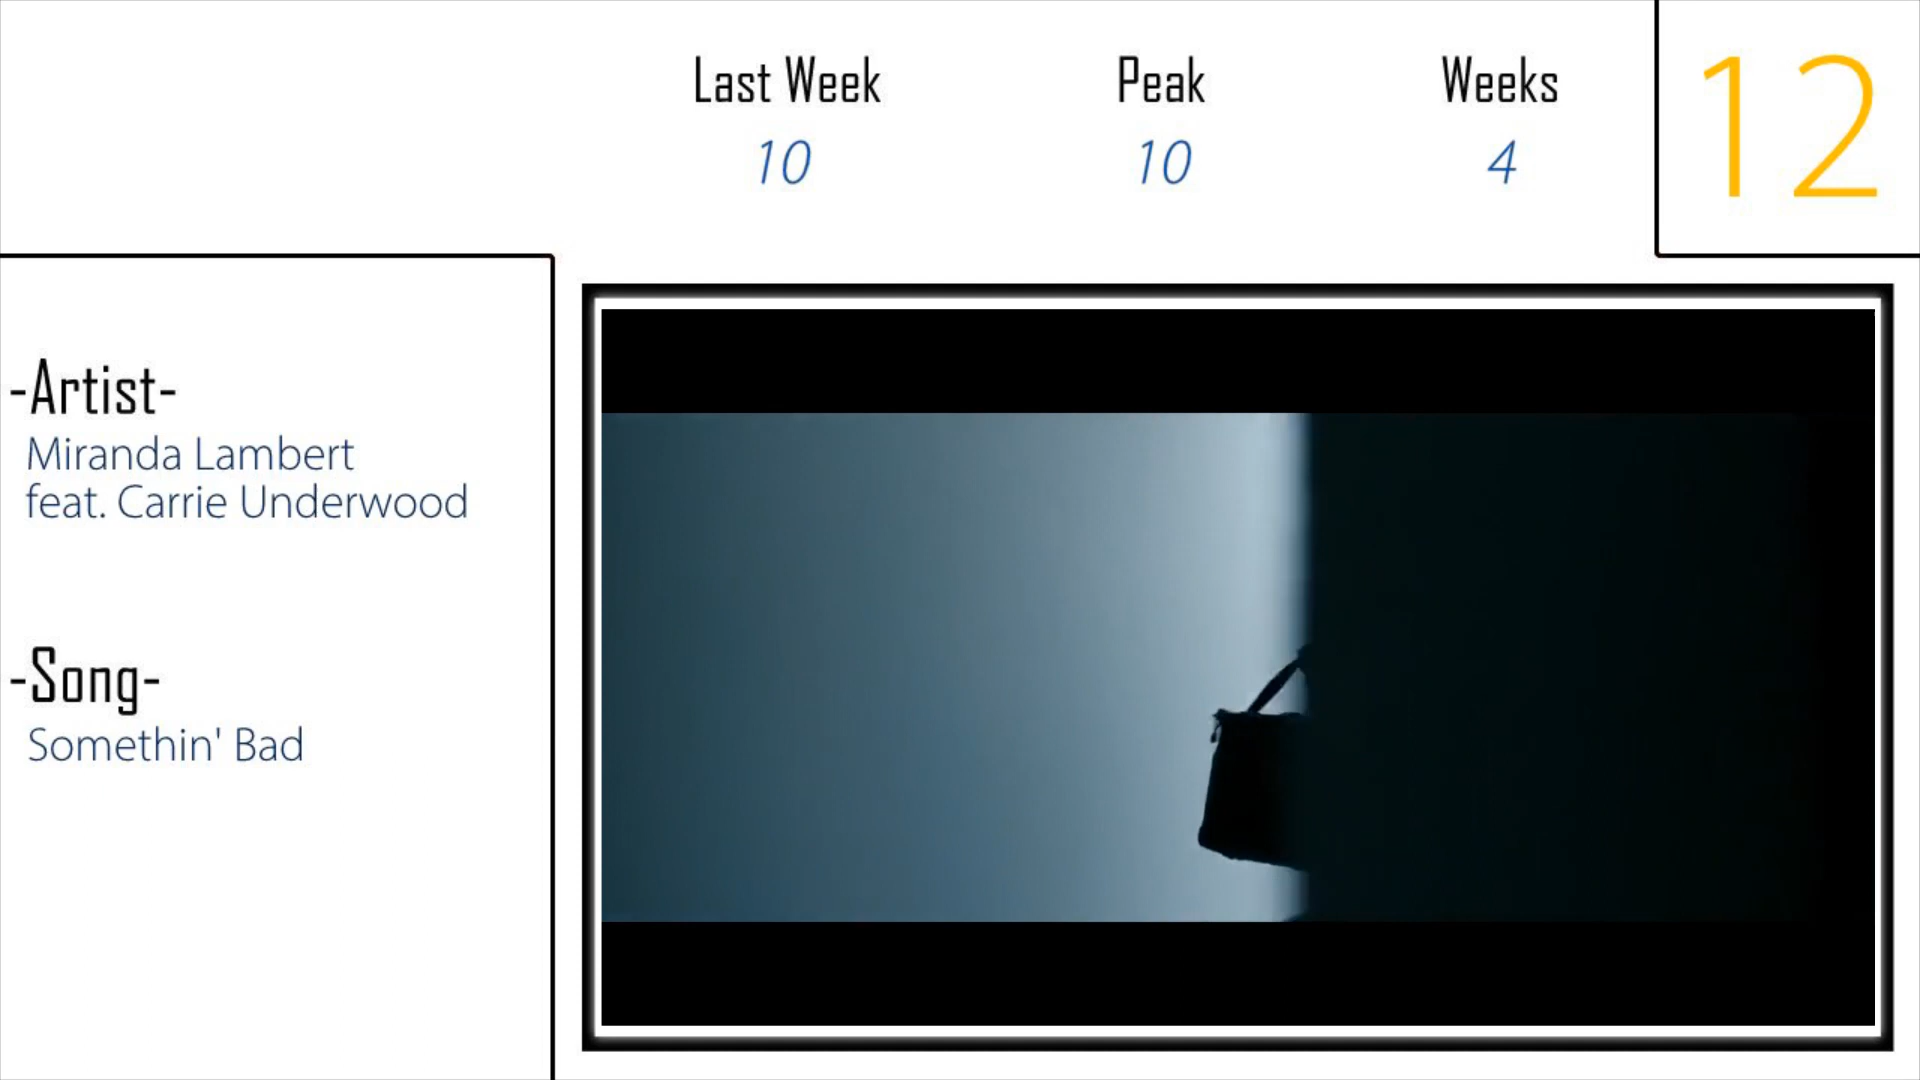 Last Week Peak Weeks 12
10 10 4
-Artist-
Miranda Lambert
feat. Carrie Underwood
-Song-
Somethin' Bad